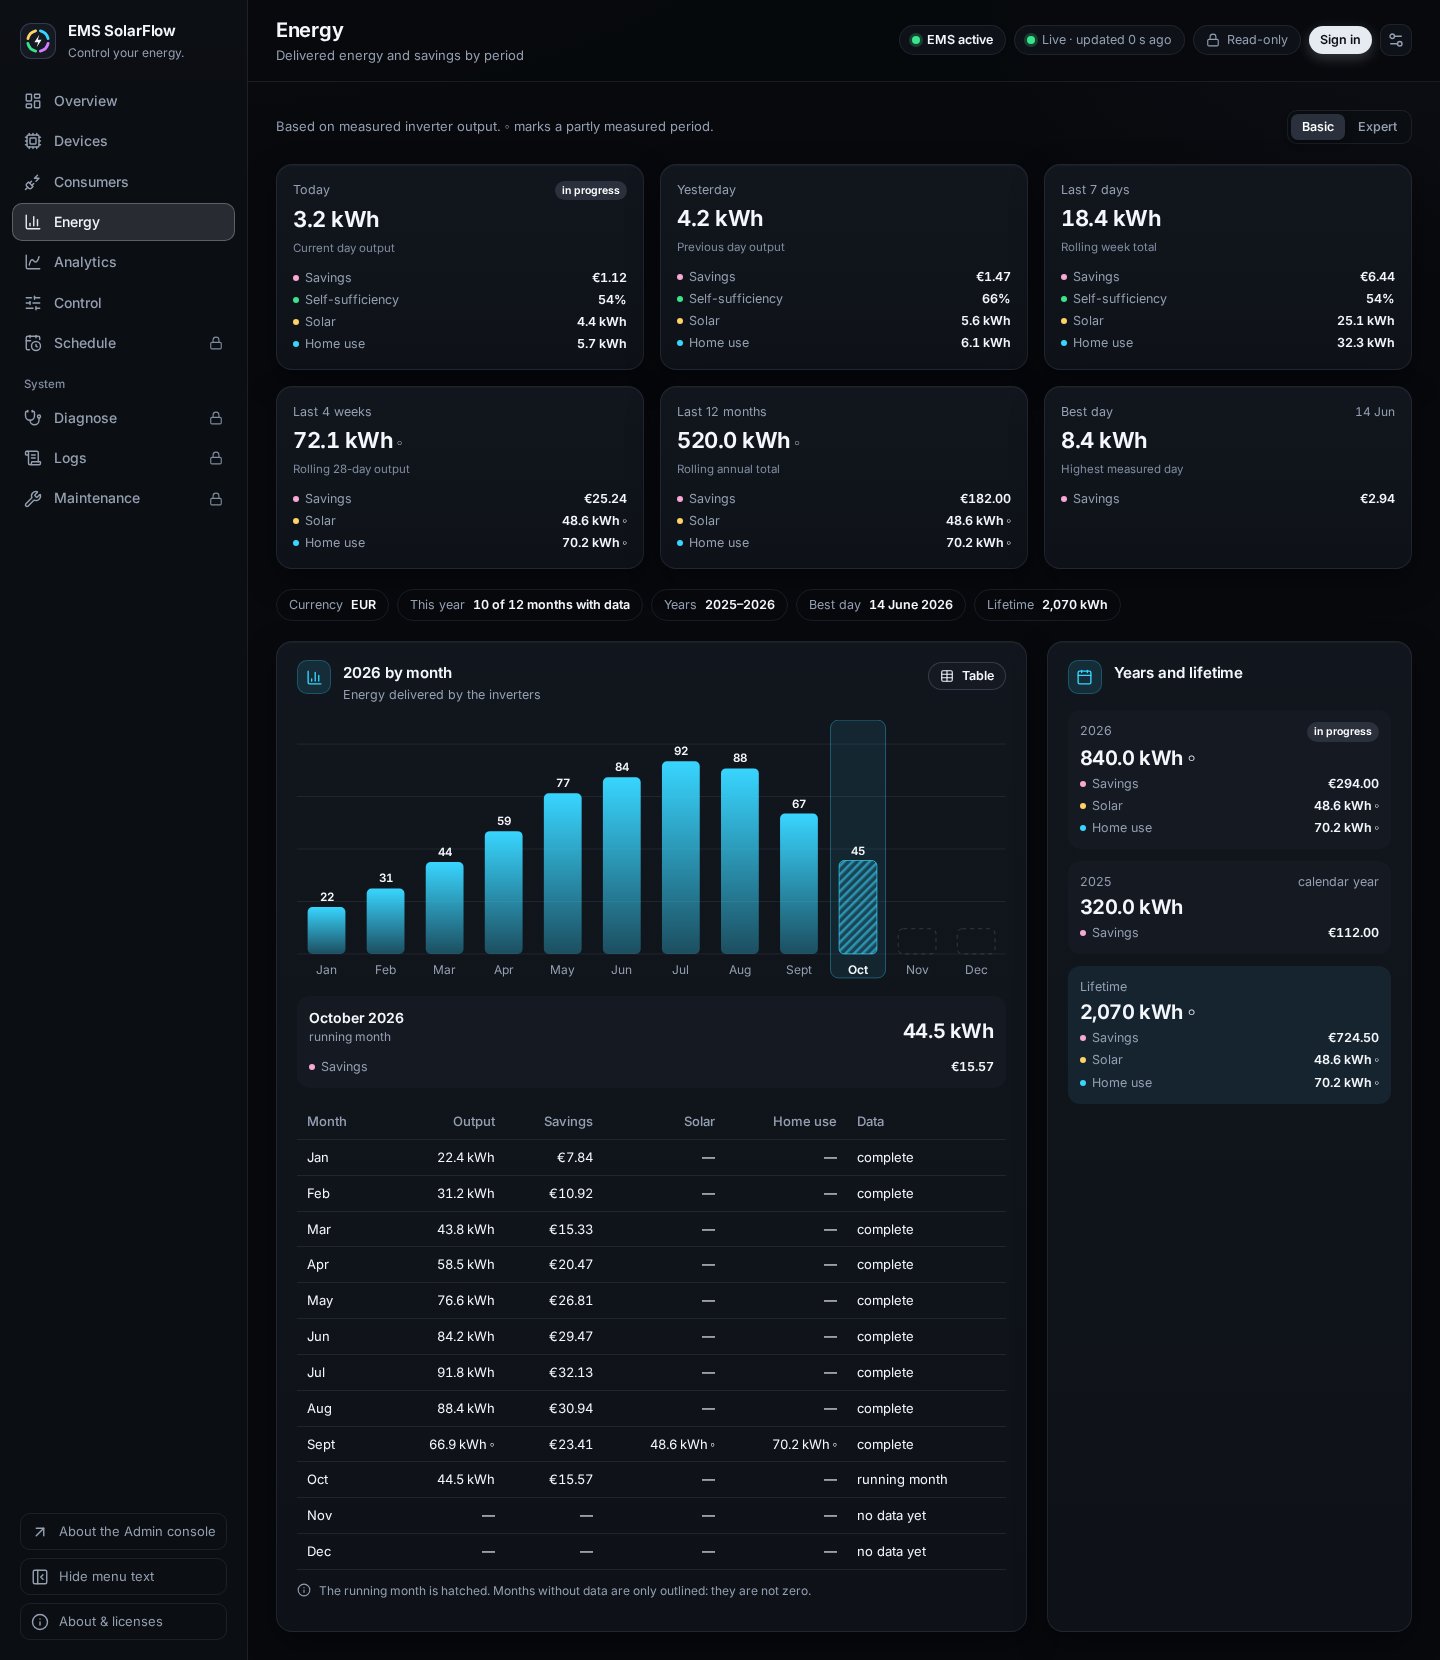 EMS SolarFlow
Control your energy.
Overview
Devices
Consumers
Energy
Analytics
Control
Schedule
System
Diagnose
Logs
Maintenance
About the Admin console
Hide menu text
About & licenses
Energy
Delivered energy and savings by period
EMS active
Live · updated 0 s ago
Read-only
Sign in
Based on measured inverter output. ◦ marks a partly measured period.
Basic
Expert
Today
in progress
3.2 kWh
Current day output
Savings €1.12
Self-sufficiency 54%
Solar 4.4 kWh
Home use 5.7 kWh
Yesterday
4.2 kWh
Previous day output
Savings €1.47
Self-sufficiency 66%
Solar 5.6 kWh
Home use 6.1 kWh
Last 7 days
18.4 kWh
Rolling week total
Savings €6.44
Self-sufficiency 54%
Solar 25.1 kWh
Home use 32.3 kWh
Last 4 weeks
72.1 kWh ◦
Rolling 28-day output
Savings €25.24
Solar 48.6 kWh ◦
Home use 70.2 kWh ◦
Last 12 months
520.0 kWh ◦
Rolling annual total
Savings €182.00
Solar 48.6 kWh ◦
Home use 70.2 kWh ◦
Best day 14 Jun
8.4 kWh
Highest measured day
Savings €2.94
Currency EUR
This year 10 of 12 months with data
Years 2025–2026
Best day 14 June 2026
Lifetime 2,070 kWh
2026 by month
Energy delivered by the inverters
Table
22 31 44 59 77 84 92 88 67 45
Jan Feb Mar Apr May Jun Jul Aug Sept Oct Nov Dec
October 2026
running month
44.5 kWh
Savings €15.57
Month Output Savings Solar Home use Data
Jan 22.4 kWh €7.84 — — complete
Feb 31.2 kWh €10.92 — — complete
Mar 43.8 kWh €15.33 — — complete
Apr 58.5 kWh €20.47 — — complete
May 76.6 kWh €26.81 — — complete
Jun 84.2 kWh €29.47 — — complete
Jul 91.8 kWh €32.13 — — complete
Aug 88.4 kWh €30.94 — — complete
Sept 66.9 kWh ◦ €23.41 48.6 kWh ◦ 70.2 kWh ◦ complete
Oct 44.5 kWh €15.57 — — running month
Nov — — — — no data yet
Dec — — — — no data yet
The running month is hatched. Months without data are only outlined: they are not zero.
Years and lifetime
2026
in progress
840.0 kWh ◦
Savings €294.00
Solar 48.6 kWh ◦
Home use 70.2 kWh ◦
2025 calendar year
320.0 kWh
Savings €112.00
Lifetime
2,070 kWh ◦
Savings €724.50
Solar 48.6 kWh ◦
Home use 70.2 kWh ◦